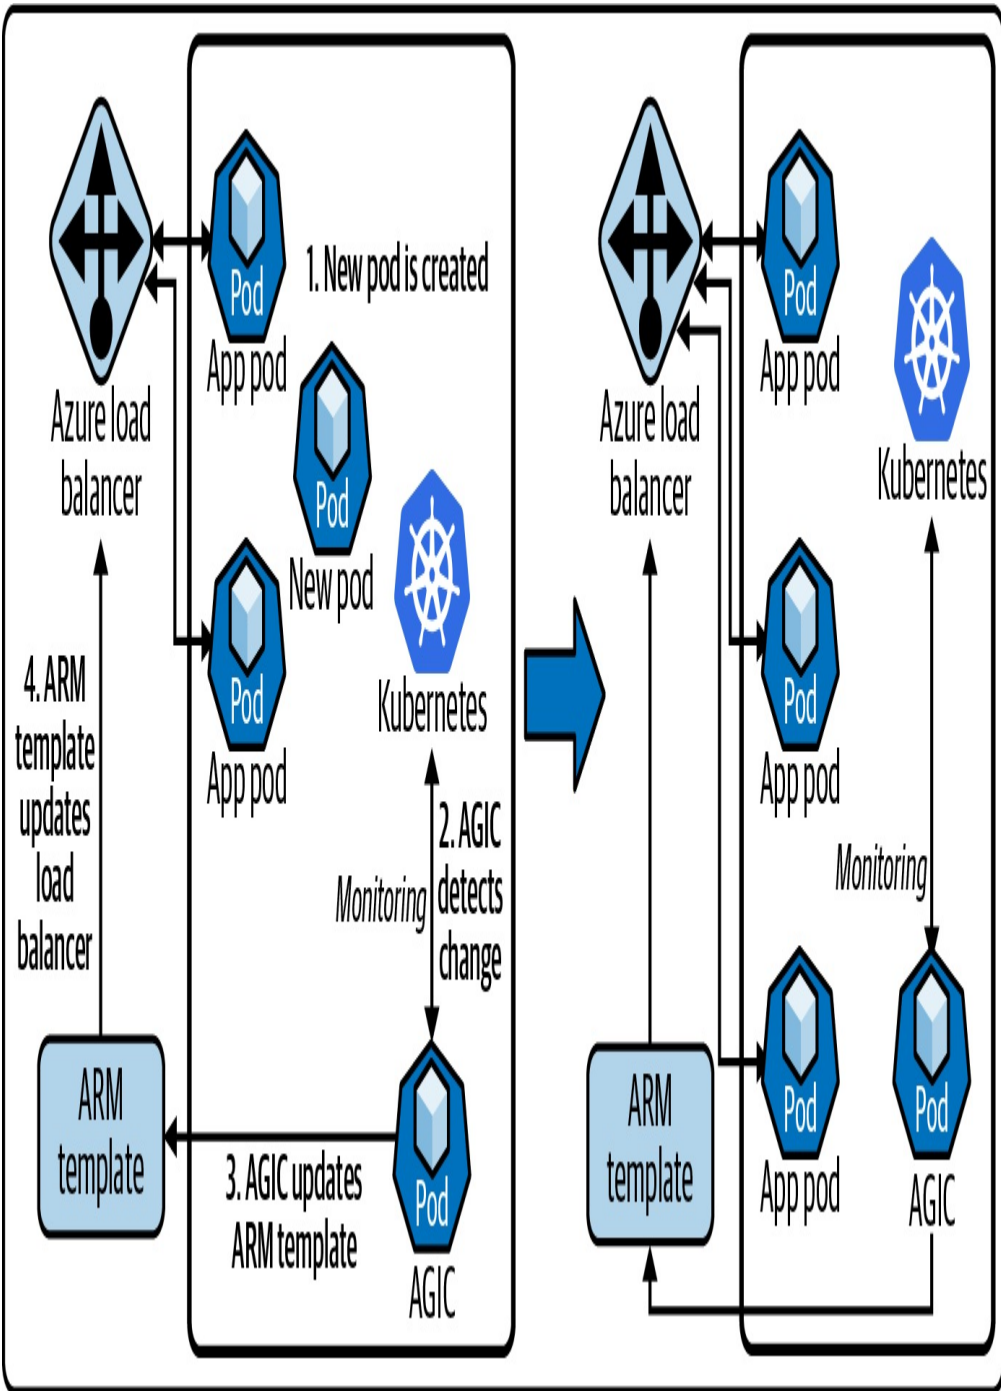 Pod
App pod
1. New pod is created
Azure load
balancer
Pod
New pod
Pod
App pod
Kubernetes
4. ARM
template
updates
load
balancer
Monitoring
2. AGIC
detects
change
ARM
template
3. AGIC updates
ARM template
Pod
AGIC
Pod
App pod
Azure load
balancer
Kubernetes
Pod
App pod
Monitoring
ARM
template
Pod
App pod
Pod
AGIC